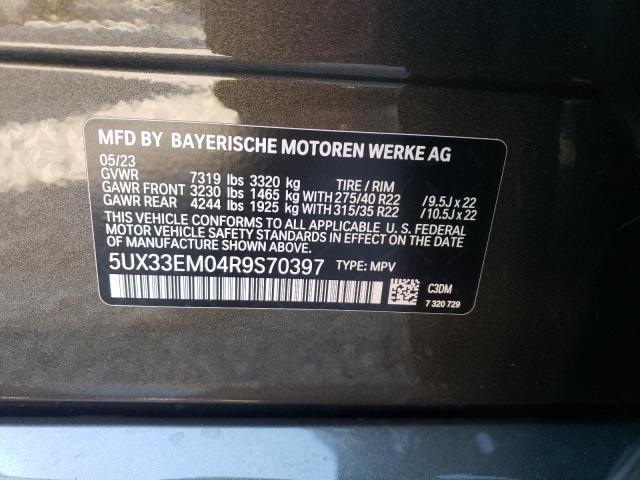 MFD BY BAYERISCHE MOTOREN WERKE AG
05/23
GVWR 7319 lbs 3320 kg TIRE / RIM
GAWR FRONT 3230 lbs 1465 kg WITH 275/40 R22 /9.5J x 22
GAWR REAR 4244 lbs 1925 kg WITH 315/35 R22 /10.5J x 22
THIS VEHICLE CONFORMS TO ALL APPLICABLE U. S. FEDERAL
MOTOR VEHICLE SAFETY STANDARDS IN EFFECT ON THE
DATE OF MANUFACTURE SHOWN ABOVE.
5UX33EM04R9S70397 TYPE: MPV
C3DM
7 320 729